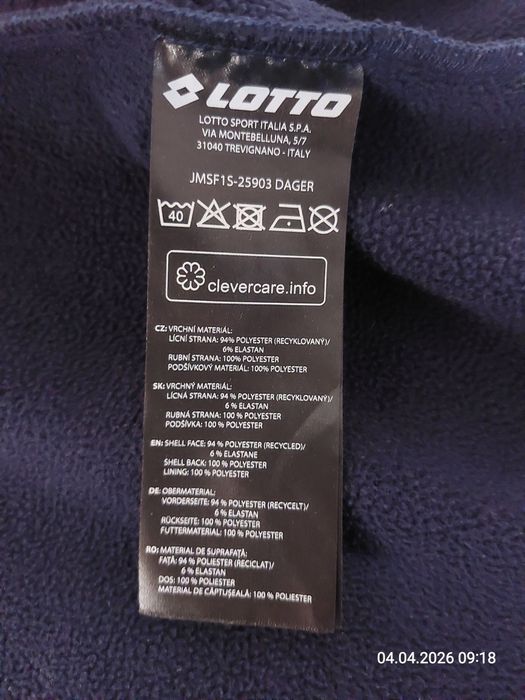 LOTTO
LOTTO SPORT ITALIA S.P.A.
VIA MONTEBELLUNA, 5/7
31040 TREVIGNANO - ITALY
JMSF1S-25903 DAGER
40
clevercare.info
CZ: VRCHNÍ MATERIÁL:
LÍCNÍ STRANA: 94% POLYESTER (RECYKLOVANÝ)/
6% ELASTAN
RUBNÍ STRANA: 100% POLYESTER
PODŠÍVKOVÝ MATERIÁL: 100% POLYESTER
SK: VRCHNÝ MATERIÁL:
LÍCNÁ STRANA: 94 % POLYESTER (RECYKLOVANÝ)/
6 % ELASTAN
RUBNÁ STRANA: 100 % POLYESTER
PODŠÍVKA: 100 % POLYESTER
EN: SHELL FACE: 94 % POLYESTER (RECYCLED)/
6 % ELASTANE
SHELL BACK: 100 % POLYESTER
LINING: 100 % POLYESTER
DE: OBERMATERIAL:
VORDERSEITE: 94 % POLYESTER (RECYCELT)/
6 % ELASTAN
RÜCKSEITE: 100 % POLYESTER
FUTTERMATERIAL: 100 % POLYESTER
RO: MATERIAL DE SUPRAFAȚĂ:
FAȚĂ: 94 % POLIESTER (RECICLAT)/
6 % ELASTAN
DOS: 100 % POLIESTER
MATERIAL DE CĂPTUȘEALĂ: 100 % POLIESTER
04.04.2026 09:18